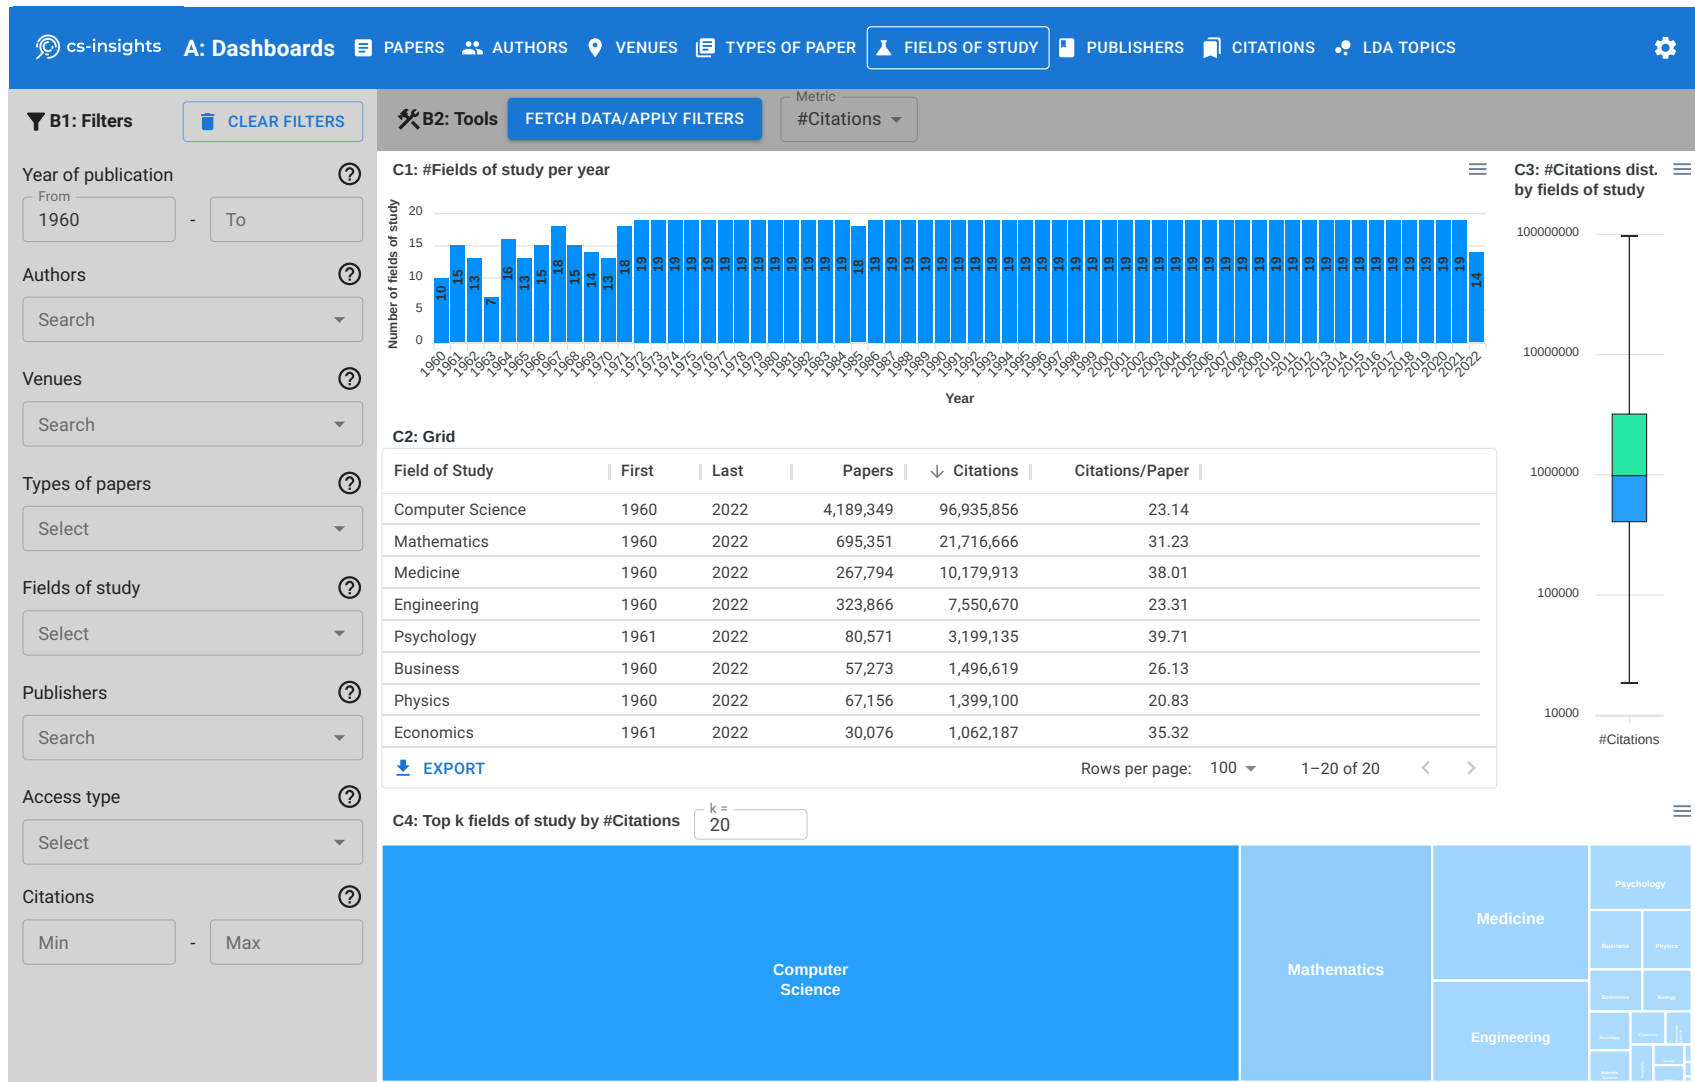 cs-insights
A: Dashboards
PAPERS
AUTHORS
VENUES
TYPES OF PAPER
FIELDS OF STUDY
PUBLISHERS
CITATIONS
LDA TOPICS
B1: Filters
CLEAR FILTERS
Year of publication
From
1960
-
To
Authors
Search
Venues
Search
Types of papers
Select
Fields of study
Select
Publishers
Search
Access type
Select
Citations
Min
-
Max
B2: Tools
FETCH DATA/APPLY FILTERS
Metric
#Citations
C1: #Fields of study per year
Number of fields of study
20
15
10
5
0
10 15 13 7 16 13 15 18 15 14 13 18 19 19 19 19 19 19 19 19 19 19 19 19 19 18 19 19 19 19 19 19 19 19 19 19 19 19 19 19 19 19 19 19 19 19 19 19 19 19 19 19 19 19 19 19 19 19 19 19 19 19 14
1960 1961 1962 1963 1964 1965 1966 1967 1968 1969 1970 1971 1972 1973 1974 1975 1976 1977 1978 1979 1980 1981 1982 1983 1984 1985 1986 1987 1988 1989 1990 1991 1992 1993 1994 1995 1996 1997 1998 1999 2000 2001 2002 2003 2004 2005 2006 2007 2008 2009 2010 2011 2012 2013 2014 2015 2016 2017 2018 2019 2020 2021 2022
Year
C2: Grid
Field of Study First Last Papers Citations Citations/Paper
Computer Science 1960 2022 4,189,349 96,935,856 23.14
Mathematics 1960 2022 695,351 21,716,666 31.23
Medicine 1960 2022 267,794 10,179,913 38.01
Engineering 1960 2022 323,866 7,550,670 23.31
Psychology 1961 2022 80,571 3,199,135 39.71
Business 1960 2022 57,273 1,496,619 26.13
Physics 1960 2022 67,156 1,399,100 20.83
Economics 1961 2022 30,076 1,062,187 35.32
EXPORT
Rows per page: 100
1–20 of 20
C3: #Citations dist.
by fields of study
100000000
10000000
1000000
100000
10000
#Citations
C4: Top k fields of study by #Citations
k =
20
Computer
Science
Mathematics
Medicine
Engineering
Psychology
Business
Physics
Economics
Biology